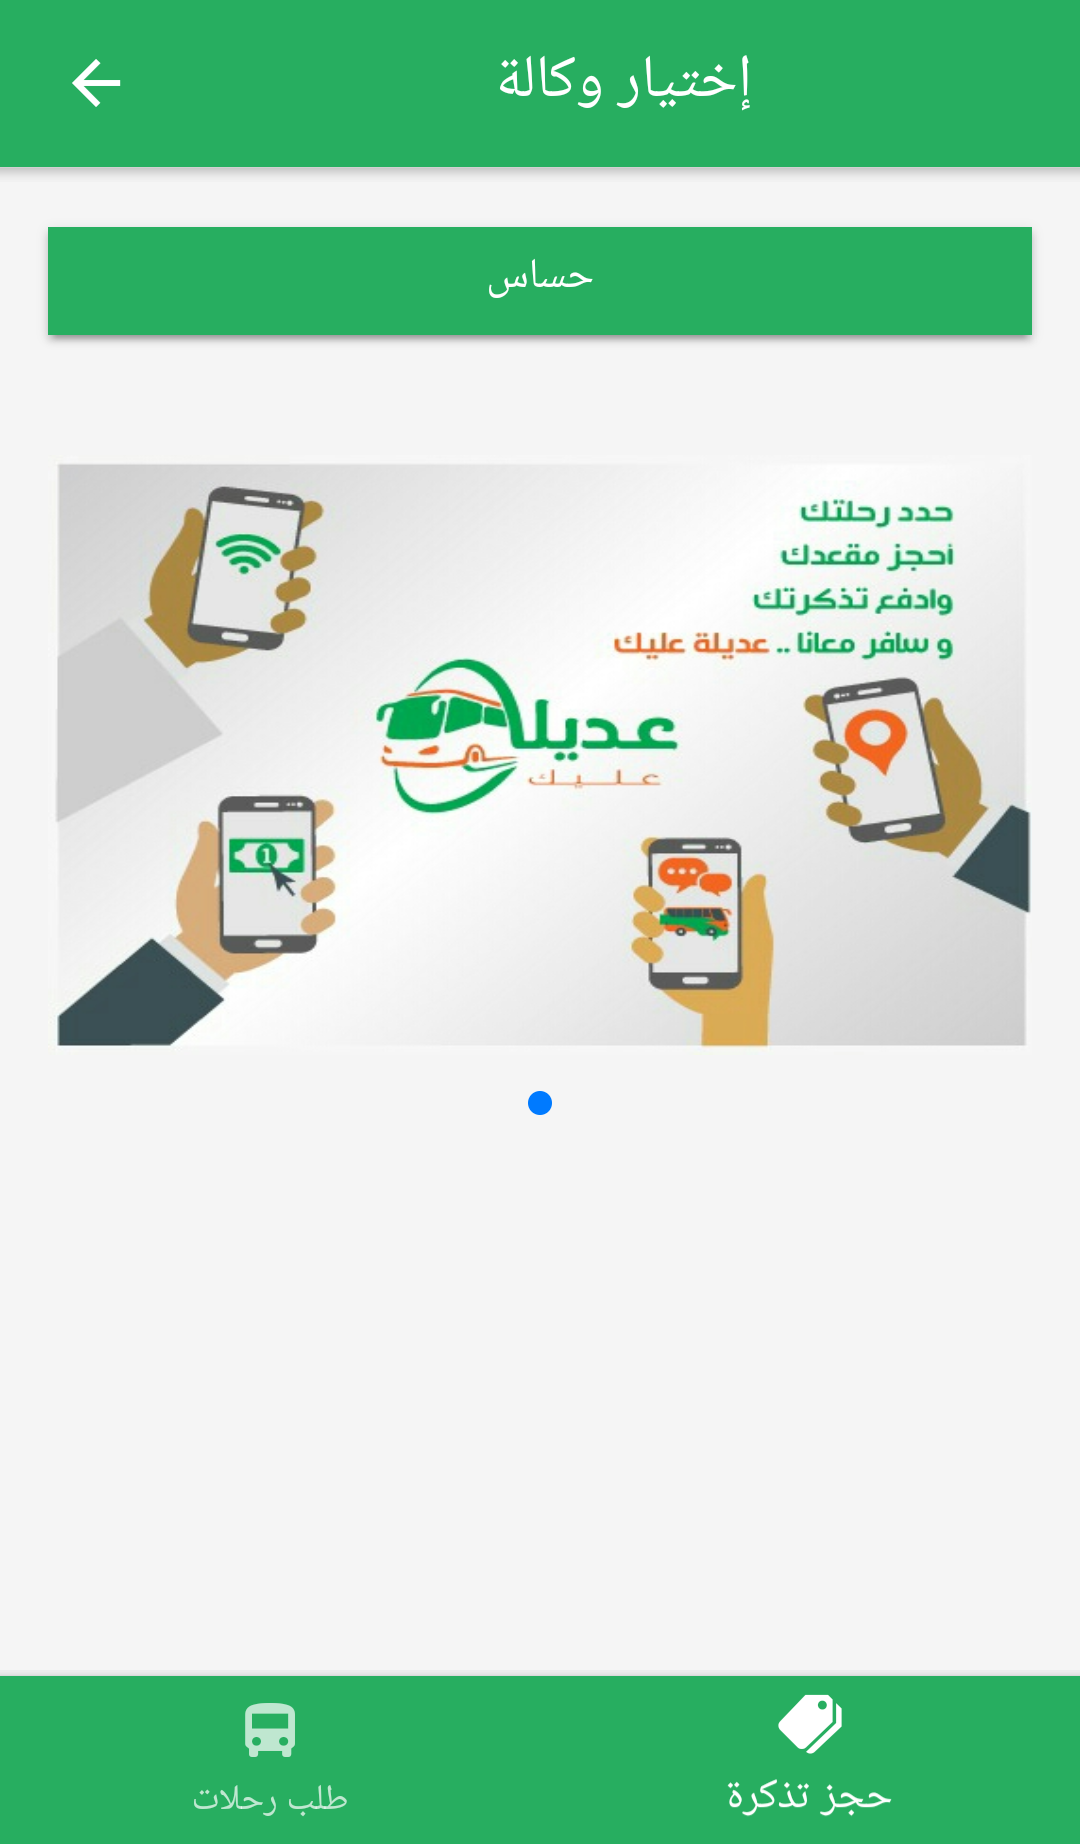 إختيار وكالة
حساس
حدد رحلتك
أحجز مقعدك
وادفع تذكرتك
و سافر معانا .. عديلة عليك
عديلة
عليك
1
حجز تذكرة
طلب رحلات